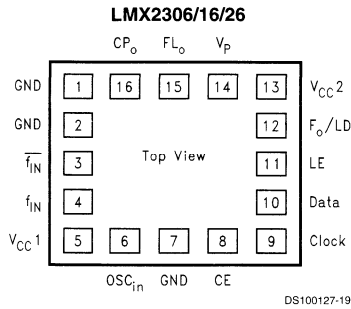 LMX2306/16/26
CPo FLo VP
GND 1 16 15 14 13 VCC2
GND 2 12 Fo/LD
f̅I̅N̅ 3 Top View 11 LE
fIN 4 10 Data
VCC1 5 6 7 8 9 Clock
OSCin GND CE
DS100127-19